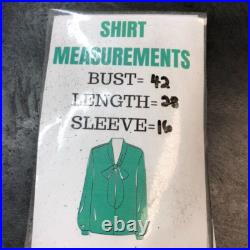 SHIRT
MEASUREMENTS
BUST= 42
LENGTH=28
SLEEVE=16